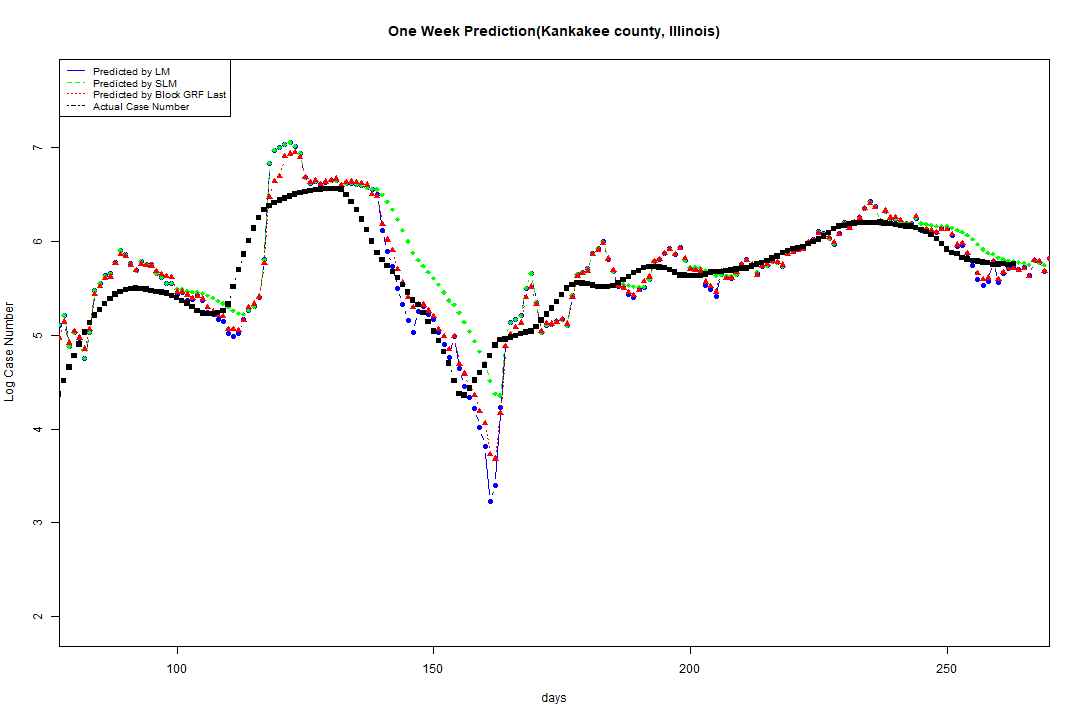 One Week Prediction(Kankakee county, Illinois)
Predicted by LM
Predicted by SLM
Predicted by Block GRF Last
Actual Case Number
7
6
5
4
3
2
Log Case Number
100 150 200 250
days